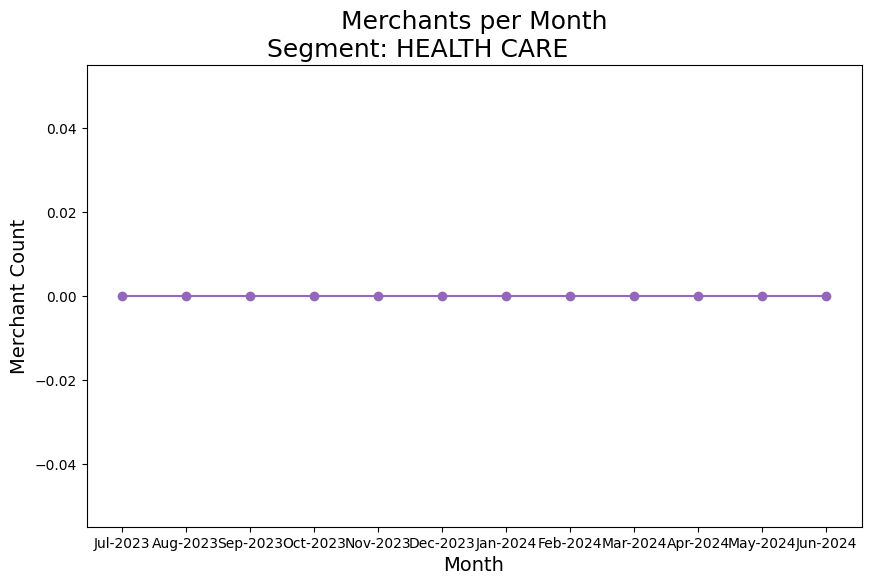 Merchants per Month
Segment: HEALTH CARE
0.04
0.02
0.00
−0.02
−0.04
Merchant Count
Jul-2023 Aug-2023 Sep-2023 Oct-2023 Nov-2023 Dec-2023 Jan-2024 Feb-2024 Mar-2024 Apr-2024 May-2024 Jun-2024
Month